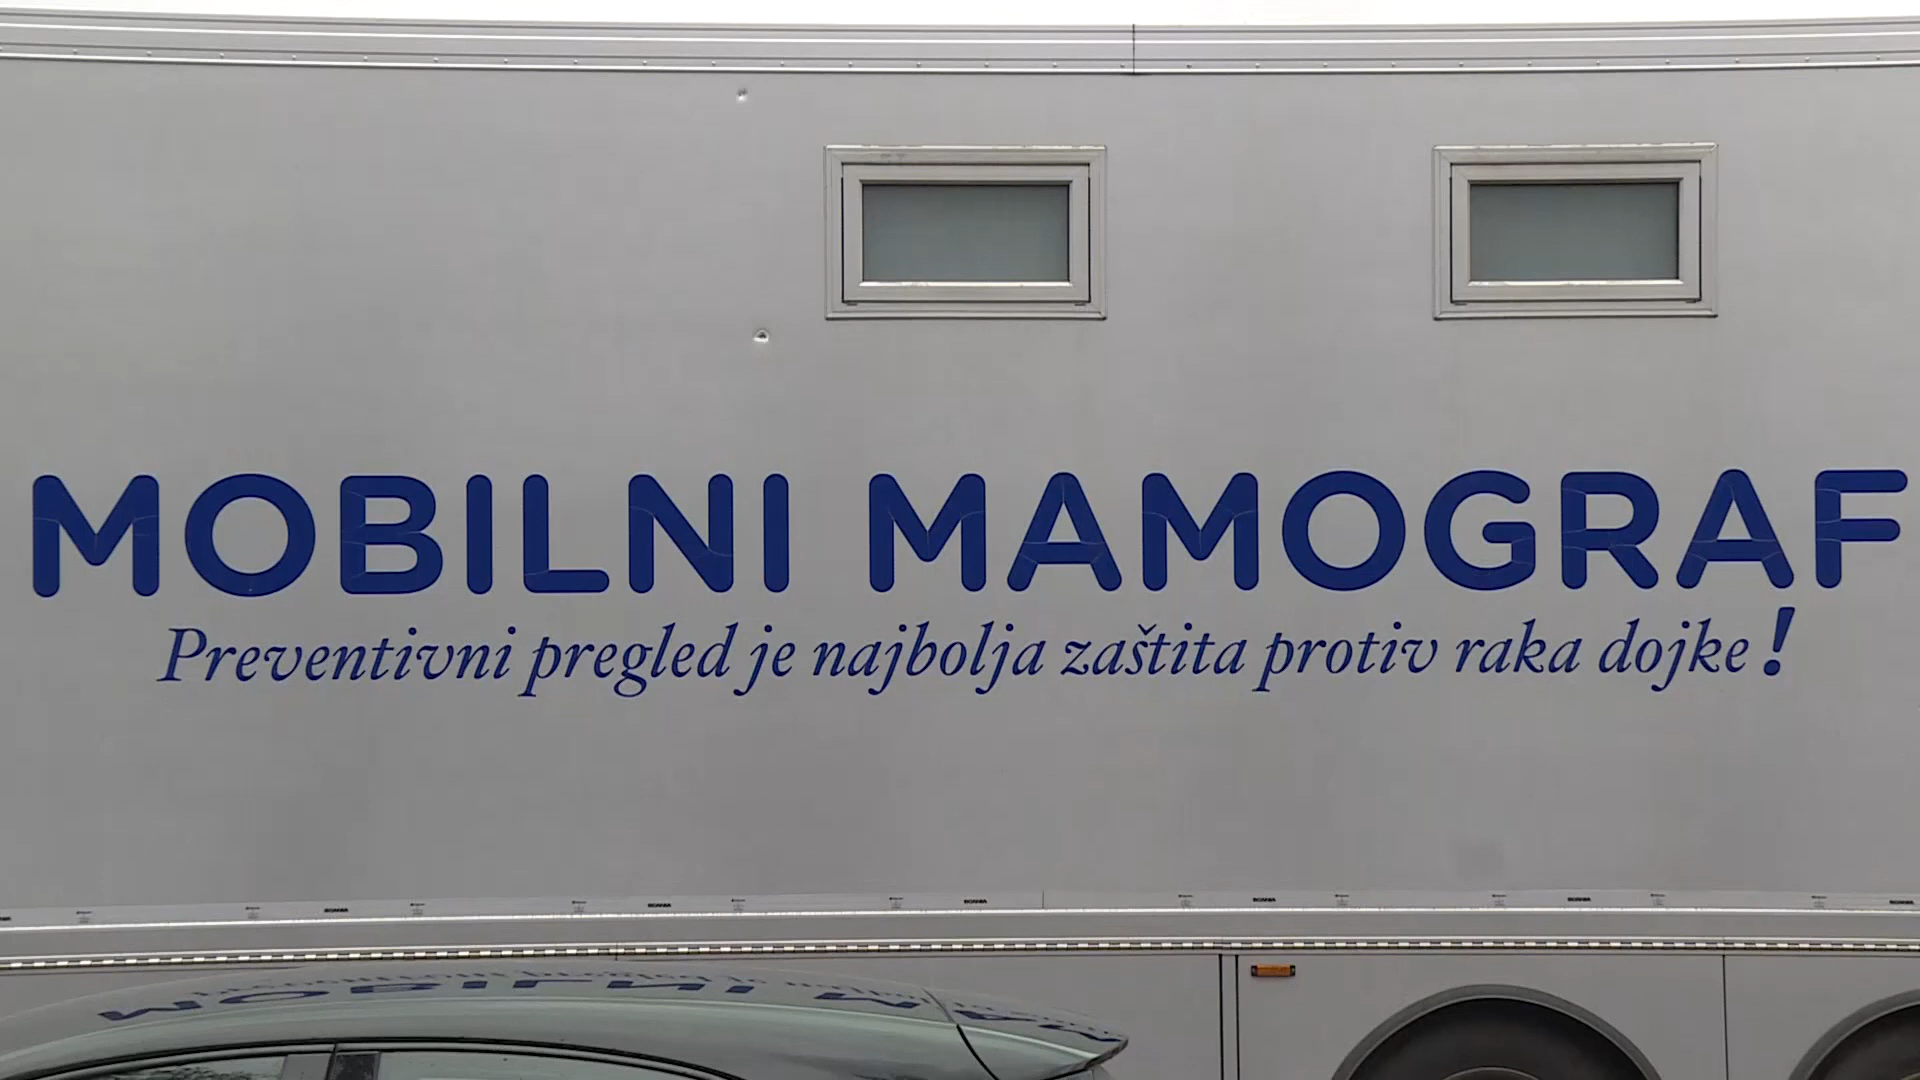 MOBILNI MAMOGRAF
Preventivni pregled je najbolja zaštita protiv raka dojke!